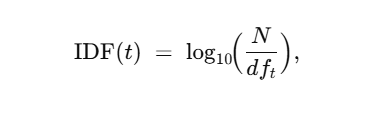 IDF(t) = log₁₀(N/df_t),